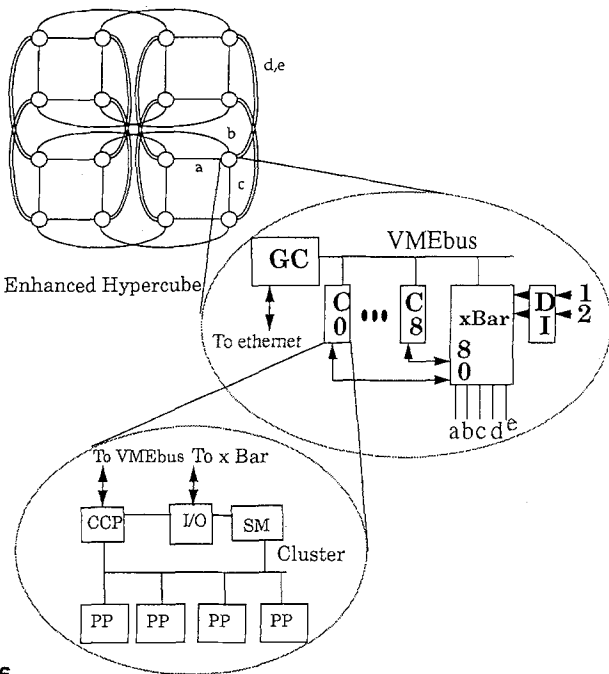 d,e
b
a
c
Enhanced Hypercube
VMEbus
GC
C 0
C 8
xBar
8
0
D I
1
2
To ethernet
a b c d e
To VMEbus
To x Bar
CCP
I/O
SM
Cluster
PP
PP
PP
PP